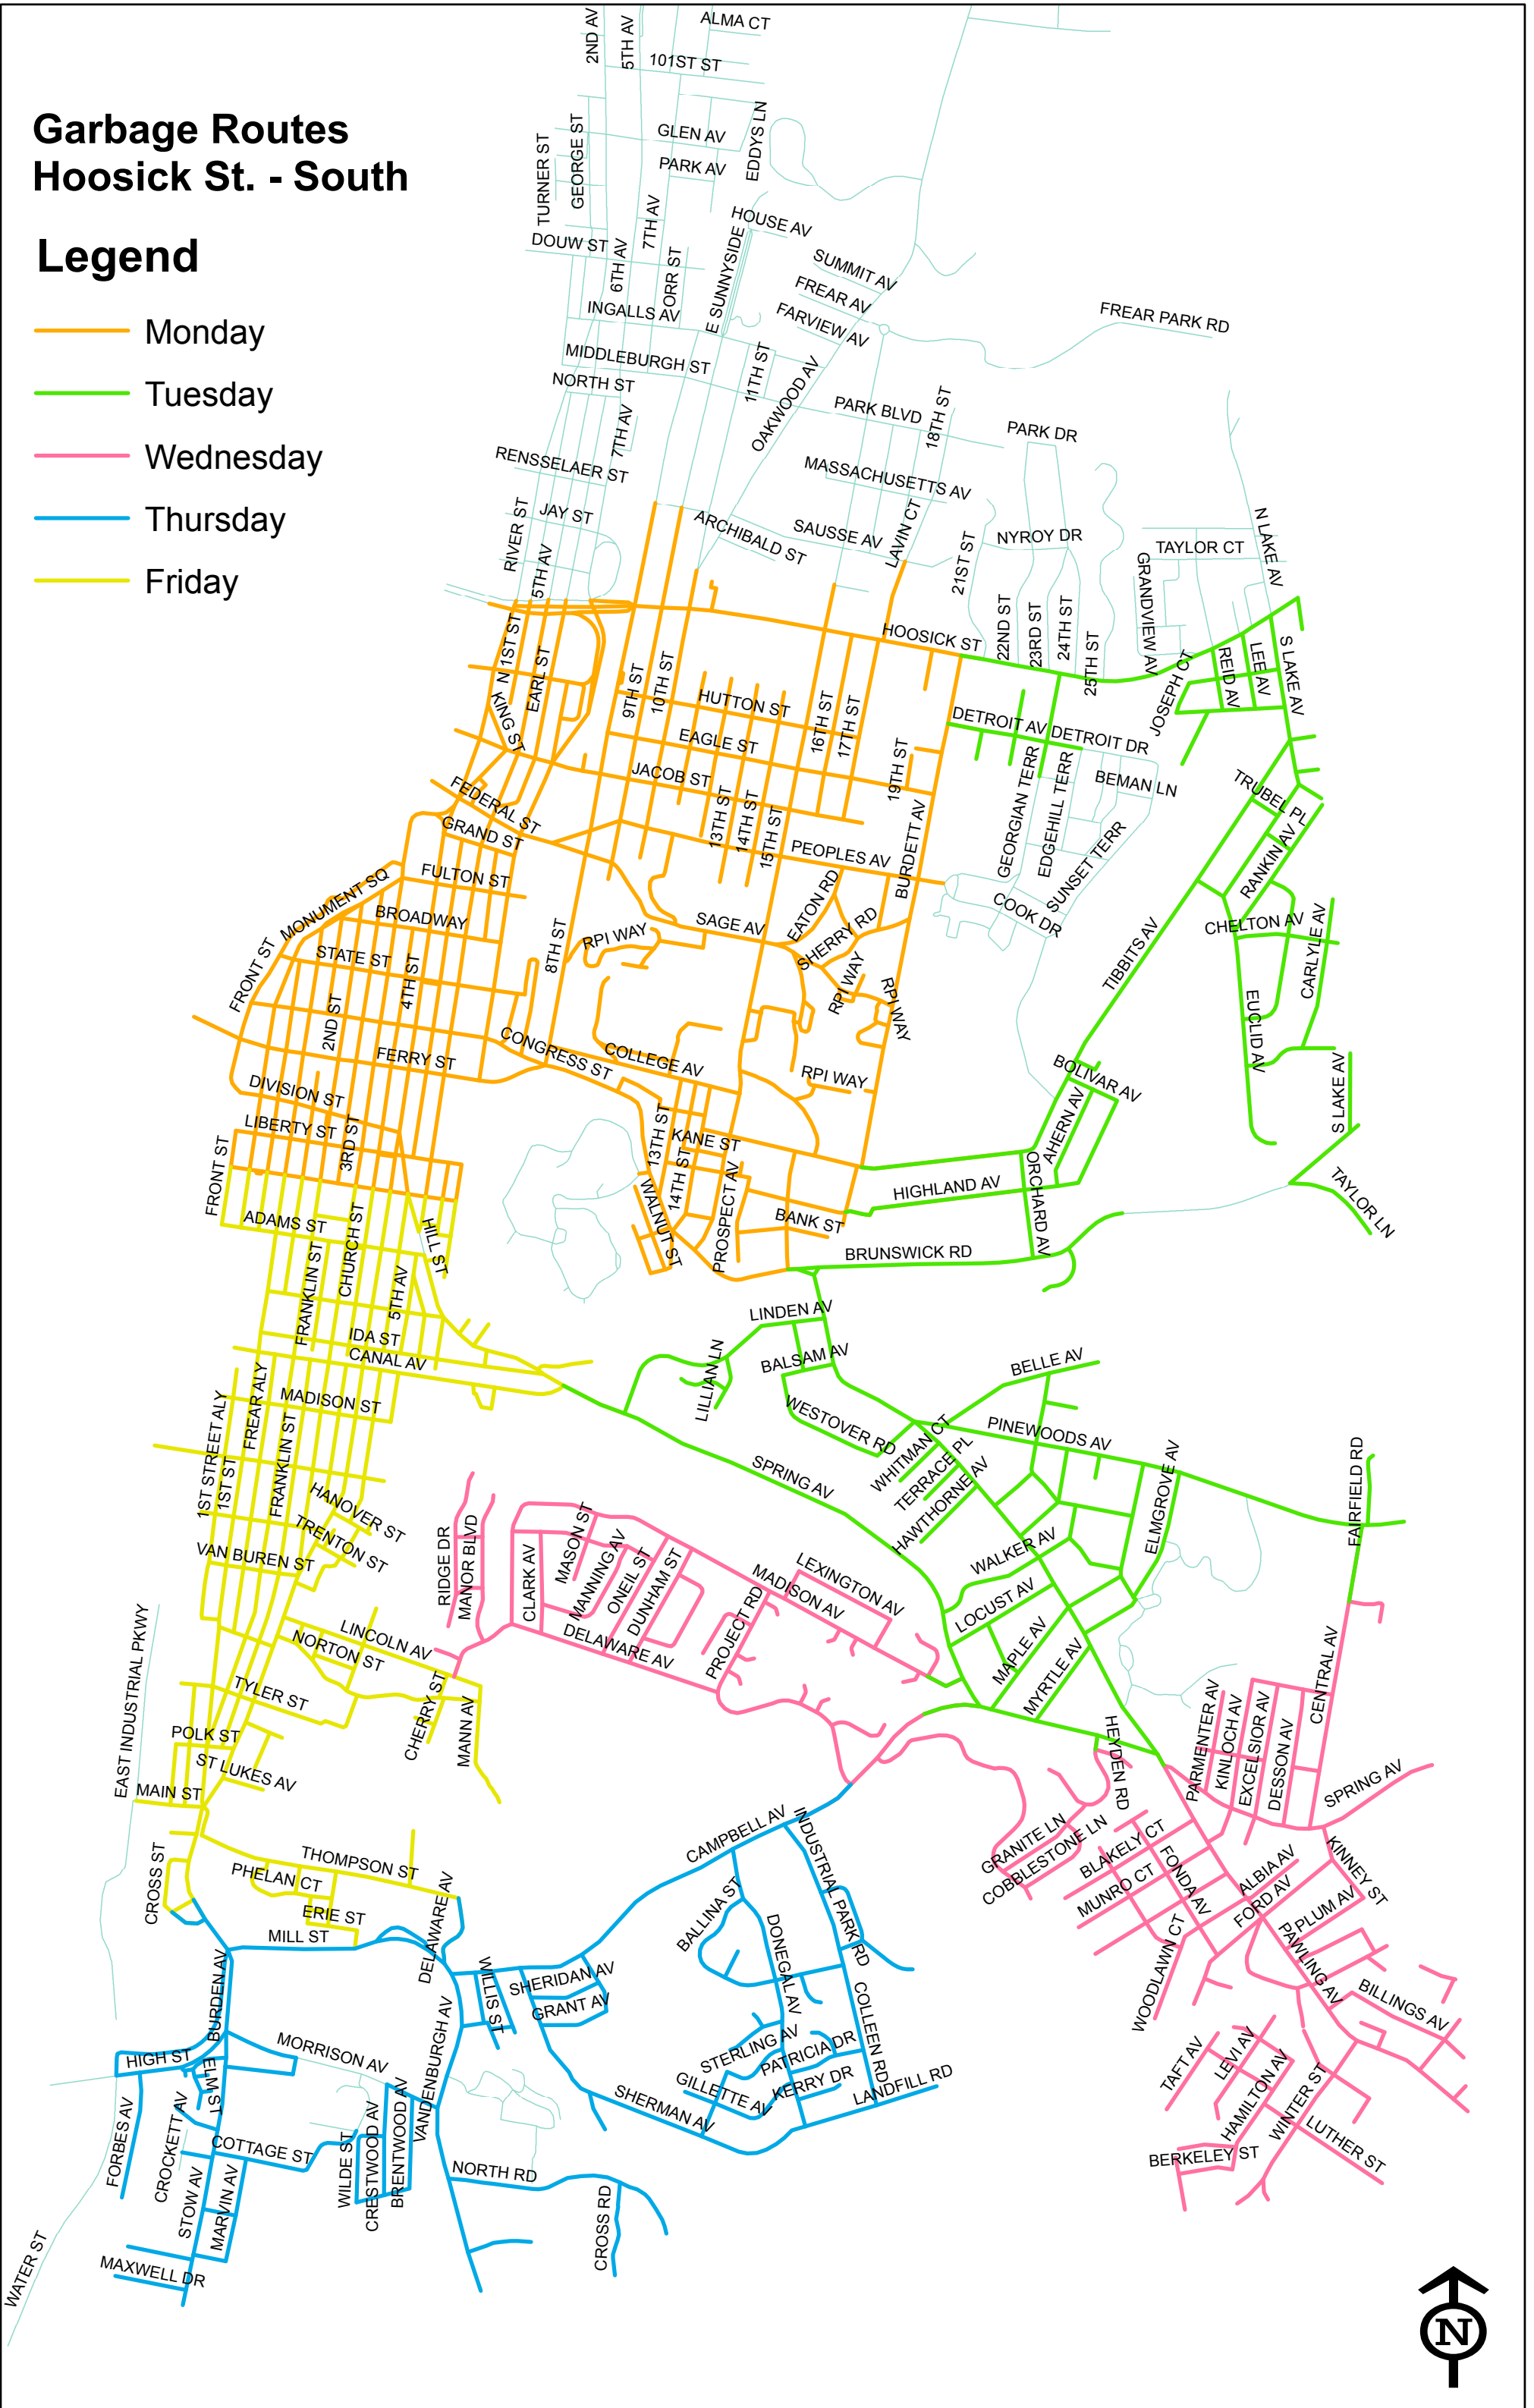 Garbage Routes
Hoosick St. - South
Legend
Monday
Tuesday
Wednesday
Thursday
Friday
2ND AV
5TH AV
ALMA CT
101ST ST
GLEN AV
EDDYS LN
TURNER ST
GEORGE ST
PARK AV
7TH AV
HOUSE AV
DOUW ST
6TH AV
ORR ST
E SUNNYSIDE
SUMMIT AV
FREAR AV
FARVIEW AV
INGALLS AV
FREAR PARK RD
MIDDLEBURGH ST
NORTH ST
11TH ST
OAKWOOD AV
7TH AV
PARK BLVD
18TH ST
PARK DR
RENSSELAER ST
MASSACHUSETTS AV
RIVER ST
JAY ST
ARCHIBALD ST
SAUSSE AV
LAVIN CT
NYROY DR
TAYLOR CT
N LAKE AV
5TH AV
21ST ST
22ND ST
23RD ST
24TH ST
25TH ST
GRANDVIEW AV
HOOSICK ST
N 1ST ST
EARL ST
KING ST
9TH ST
10TH ST
HUTTON ST
16TH ST
17TH ST
JOSEPH CT
REID AV
LEE AV
S LAKE AV
DETROIT AV
DETROIT DR
EAGLE ST
JACOB ST
19TH ST
GEORGIAN TERR
EDGEHILL TERR
BEMAN LN
TRUBEL PL
FEDERAL ST
GRAND ST
13TH ST
14TH ST
15TH ST
PEOPLES AV
BURDETT AV
SUNSET TERR
RANKIN AV
FULTON ST
MONUMENT SQ
BROADWAY
EATON RD
COOK DR
CHELTON AV
CARLYLE AV
SAGE AV
RPI WAY
SHERRY RD
TIBBITS AV
FRONT ST
STATE ST
4TH ST
8TH ST
RPI WAY
RPI WAY
2ND ST
EUCLID AV
CONGRESS ST
COLLEGE AV
FERRY ST
RPI WAY
BOLIVAR AV
S LAKE AV
DIVISION ST
LIBERTY ST
3RD ST
13TH ST
KANE ST
AHERN AV
FRONT ST
14TH ST
WALNUT ST
PROSPECT AV
HIGHLAND AV
ORCHARD AV
TAYLOR LN
ADAMS ST
CHURCH ST
HILL ST
BANK ST
BRUNSWICK RD
FRANKLIN ST
5TH AV
LINDEN AV
IDA ST
CANAL AV
BALSAM AV
LILLIAN LN
BELLE AV
1ST STREET ALY
FREAR ALY
MADISON ST
WESTOVER RD
WHITMAN CT
PINEWOODS AV
1ST ST
FRANKLIN ST
SPRING AV
TERRACE PL
HAWTHORNE AV
ELMGROVE AV
FAIRFIELD RD
HANOVER ST
TRENTON ST
RIDGE DR
MANOR BLVD
MASON ST
MANNING AV
CLARK AV
ONEIL ST
DUNHAM ST
WALKER AV
VAN BUREN ST
MADISON AV
LEXINGTON AV
LOCUST AV
EAST INDUSTRIAL PKWY
LINCOLN AV
NORTON ST
DELAWARE AV
PROJECT RD
MAPLE AV
MYRTLE AV
TYLER ST
CHERRY ST
MANN AV
CENTRAL AV
POLK ST
HEYDEN RD
PARMENTER AV
KINLOCH AV
EXCELSIOR AV
DESSON AV
ST LUKES AV
SPRING AV
MAIN ST
CAMPBELL AV
INDUSTRIAL PARK RD
GRANITE LN
COBBLESTONE LN
BLAKELY CT
MUNRO CT
FONDA AV
KINNEY ST
THOMPSON ST
ALBIA AV
FORD AV
PLUM AV
CROSS ST
PHELAN CT
ERIE ST
MILL ST
DELAWARE AV
BALLINA ST
DONEGAL AV
WOODLAWN CT
PAWLING AV
BURDEN AV
WILLIS ST
SHERIDAN AV
GRANT AV
COLLEEN RD
BILLINGS AV
HIGH ST
ELM ST
MORRISON AV
VANDENBURGH AV
STERLING AV
PATRICIA DR
KERRY DR
LANDFILL RD
TAFT AV
LEVI AV
HAMILTON AV
WINTER ST
LUTHER ST
BERKELEY ST
GILLETTE AV
SHERMAN AV
FORBES AV
CROCKETT AV
COTTAGE ST
WILDE ST
CRESTWOOD AV
BRENTWOOD AV
NORTH RD
STOW AV
MARVIN AV
CROSS RD
WATER ST
MAXWELL DR
N